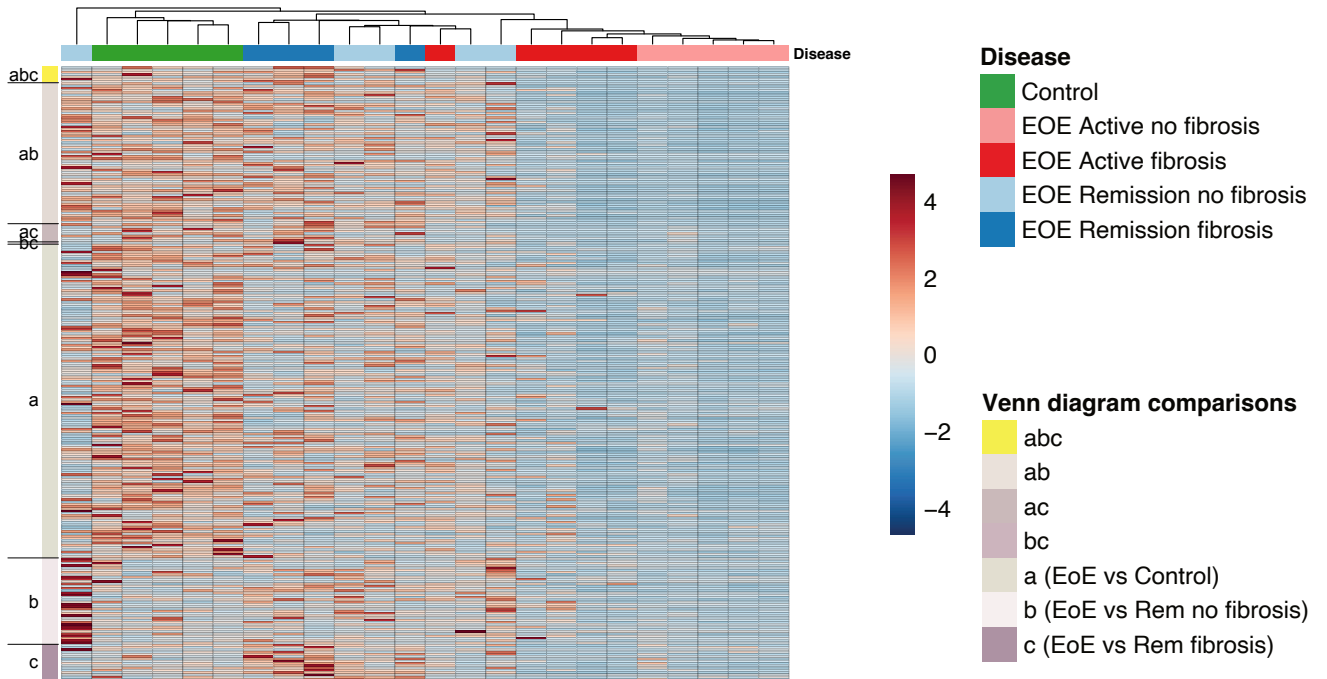 Disease
abc
ab
ac
bc
a
b
c
4
2
0
−2
−4
Disease
Control
EOE Active no fibrosis
EOE Active fibrosis
EOE Remission no fibrosis
EOE Remission fibrosis
Venn diagram comparisons
abc
ab
ac
bc
a (EoE vs Control)
b (EoE vs Rem no fibrosis)
c (EoE vs Rem fibrosis)